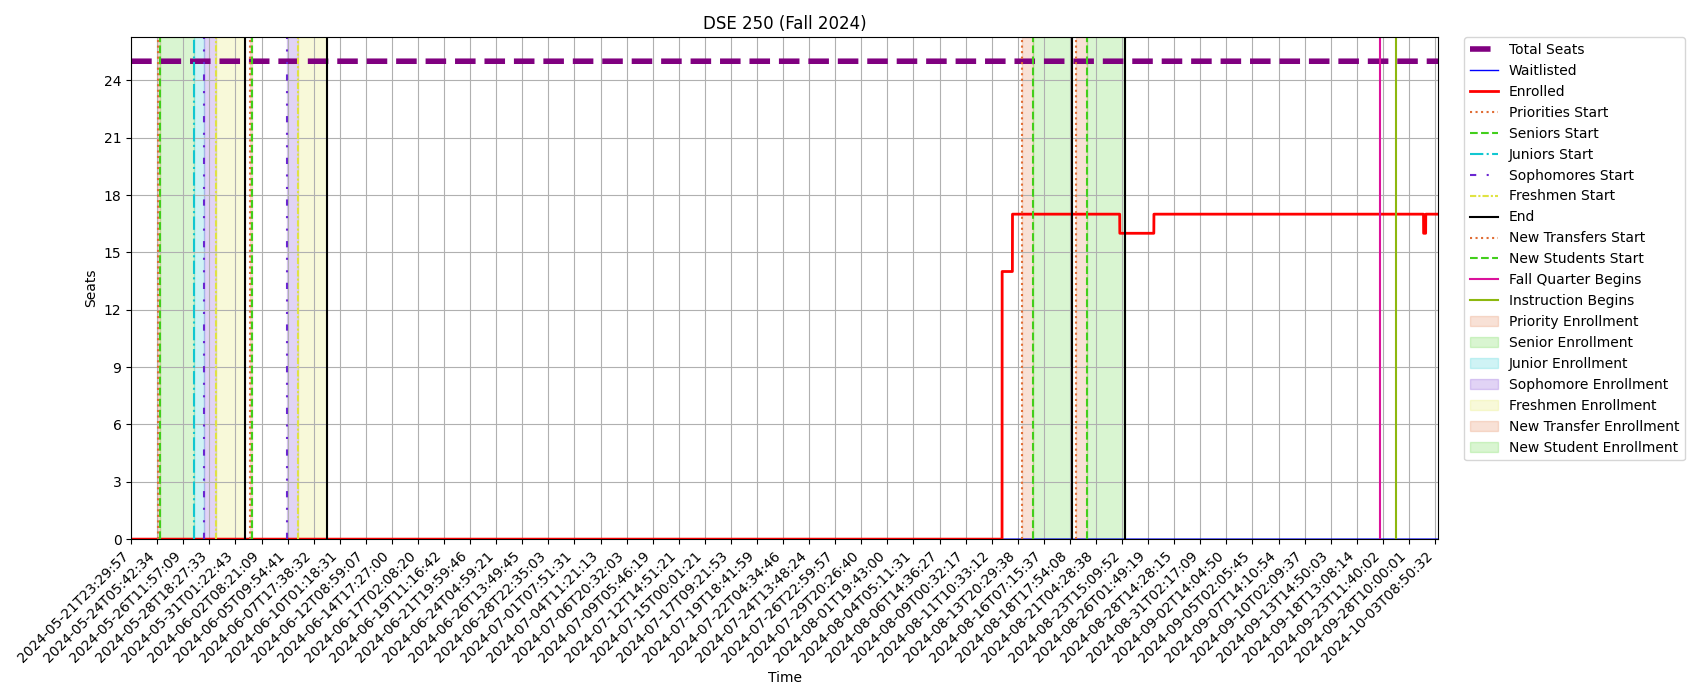 DSE 250 (Fall 2024)
Seats
24
21
18
15
12
9
6
3
0
2024-05-21T23:29:57
2024-05-24T05:42:34
2024-05-26T11:57:09
2024-05-28T18:27:33
2024-05-31T01:22:43
2024-06-02T08:21:09
2024-06-05T09:54:41
2024-06-07T17:38:32
2024-06-10T01:18:31
2024-06-12T08:59:07
2024-06-14T17:27:00
2024-06-17T02:08:20
2024-06-19T11:16:42
2024-06-21T19:59:46
2024-06-24T04:59:21
2024-06-26T13:49:45
2024-06-28T22:35:03
2024-07-01T07:51:31
2024-07-04T11:21:13
2024-07-06T20:32:03
2024-07-09T05:46:19
2024-07-12T14:51:21
2024-07-15T00:01:21
2024-07-17T09:21:53
2024-07-19T18:41:59
2024-07-22T04:34:46
2024-07-24T13:48:24
2024-07-26T22:59:57
2024-07-29T20:26:40
2024-08-01T19:43:00
2024-08-04T05:11:31
2024-08-06T14:36:27
2024-08-09T00:32:17
2024-08-11T10:33:12
2024-08-13T20:29:38
2024-08-16T07:15:37
2024-08-18T17:54:08
2024-08-21T04:28:38
2024-08-23T15:09:52
2024-08-26T01:49:19
2024-08-28T14:28:15
2024-08-31T02:17:09
2024-09-02T14:04:50
2024-09-05T02:05:45
2024-09-07T14:10:54
2024-09-10T02:09:37
2024-09-13T14:50:03
2024-09-18T13:08:14
2024-09-23T11:40:02
2024-09-28T10:00:01
2024-10-03T08:50:32
Time
Total Seats
Waitlisted
Enrolled
Priorities Start
Seniors Start
Juniors Start
Sophomores Start
Freshmen Start
End
New Transfers Start
New Students Start
Fall Quarter Begins
Instruction Begins
Priority Enrollment
Senior Enrollment
Junior Enrollment
Sophomore Enrollment
Freshmen Enrollment
New Transfer Enrollment
New Student Enrollment